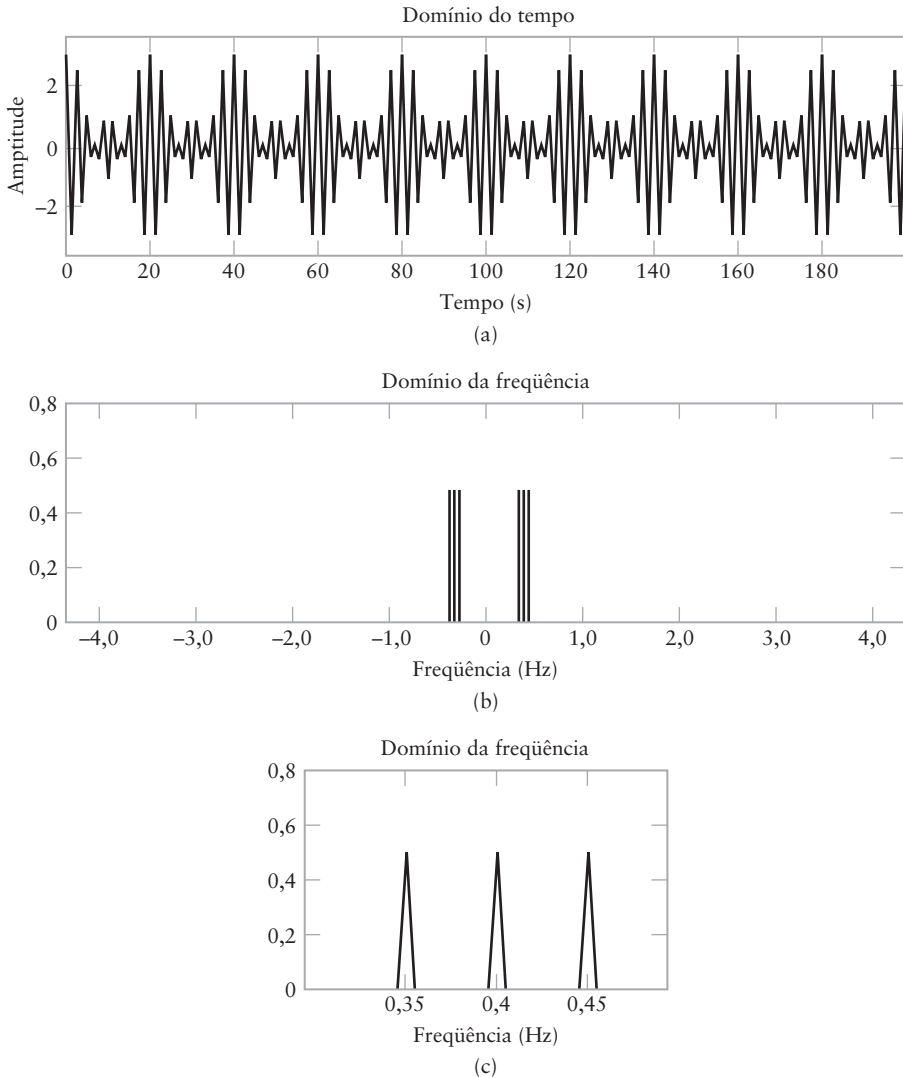 Domínio do tempo
Amptitude
2
0
–2
0 20 40 60 80 100 120 140 160 180
Tempo (s)
(a)
Domínio da freqüência
0,8
0,6
0,4
0,2
0
–4,0 –3,0 –2,0 –1,0 0 1,0 2,0 3,0 4,0
Freqüência (Hz)
(b)
Domínio da freqüência
0,8
0,6
0,4
0,2
0
0,35 0,4 0,45
Freqüência (Hz)
(c)